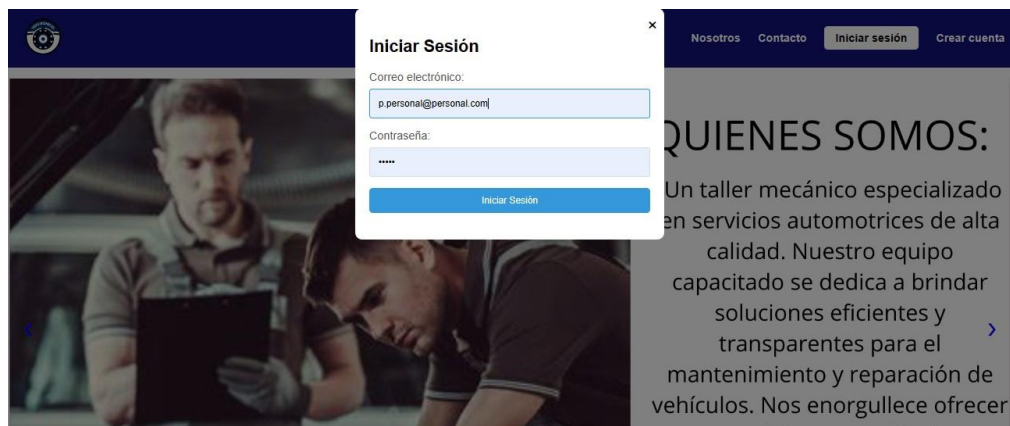 Nosotros
Contacto
Iniciar sesión
Crear cuenta
×
Iniciar Sesión
Correo electrónico:
p.personal@personal.com
Contraseña:
•••••
Iniciar Sesión
QUIENES SOMOS:
Un taller mecánico especializado
en servicios automotrices de alta
calidad. Nuestro equipo
capacitado se dedica a brindar
soluciones eficientes y
transparentes para el
mantenimiento y reparación de
vehículos. Nos enorgullece ofrecer